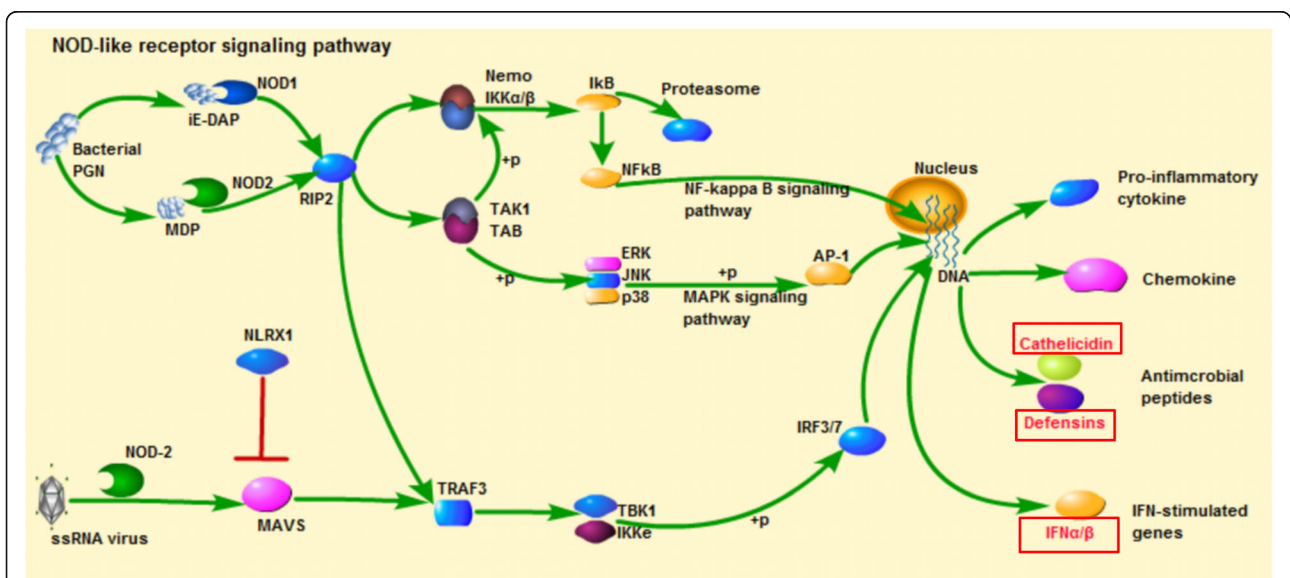 NOD-like receptor signaling pathway
NOD1
iE-DAP
Bacterial
PGN
NOD2
MDP
RIP2
Nemo
IKKα/β
+p
TAK1
TAB
+p
IkB
Proteasome
NFkB
NF-kappa B signaling
pathway
ERK
JNK
p38
+p
MAPK signaling
pathway
AP-1
Nucleus
DNA
Pro-inflammatory
cytokine
Chemokine
Cathelicidin
Antimcrobial
peptides
Defensins
NLRX1
NOD-2
ssRNA virus
MAVS
TRAF3
TBK1
IKKe
+p
IRF3/7
IFN-stimulated
genes
IFNα/β